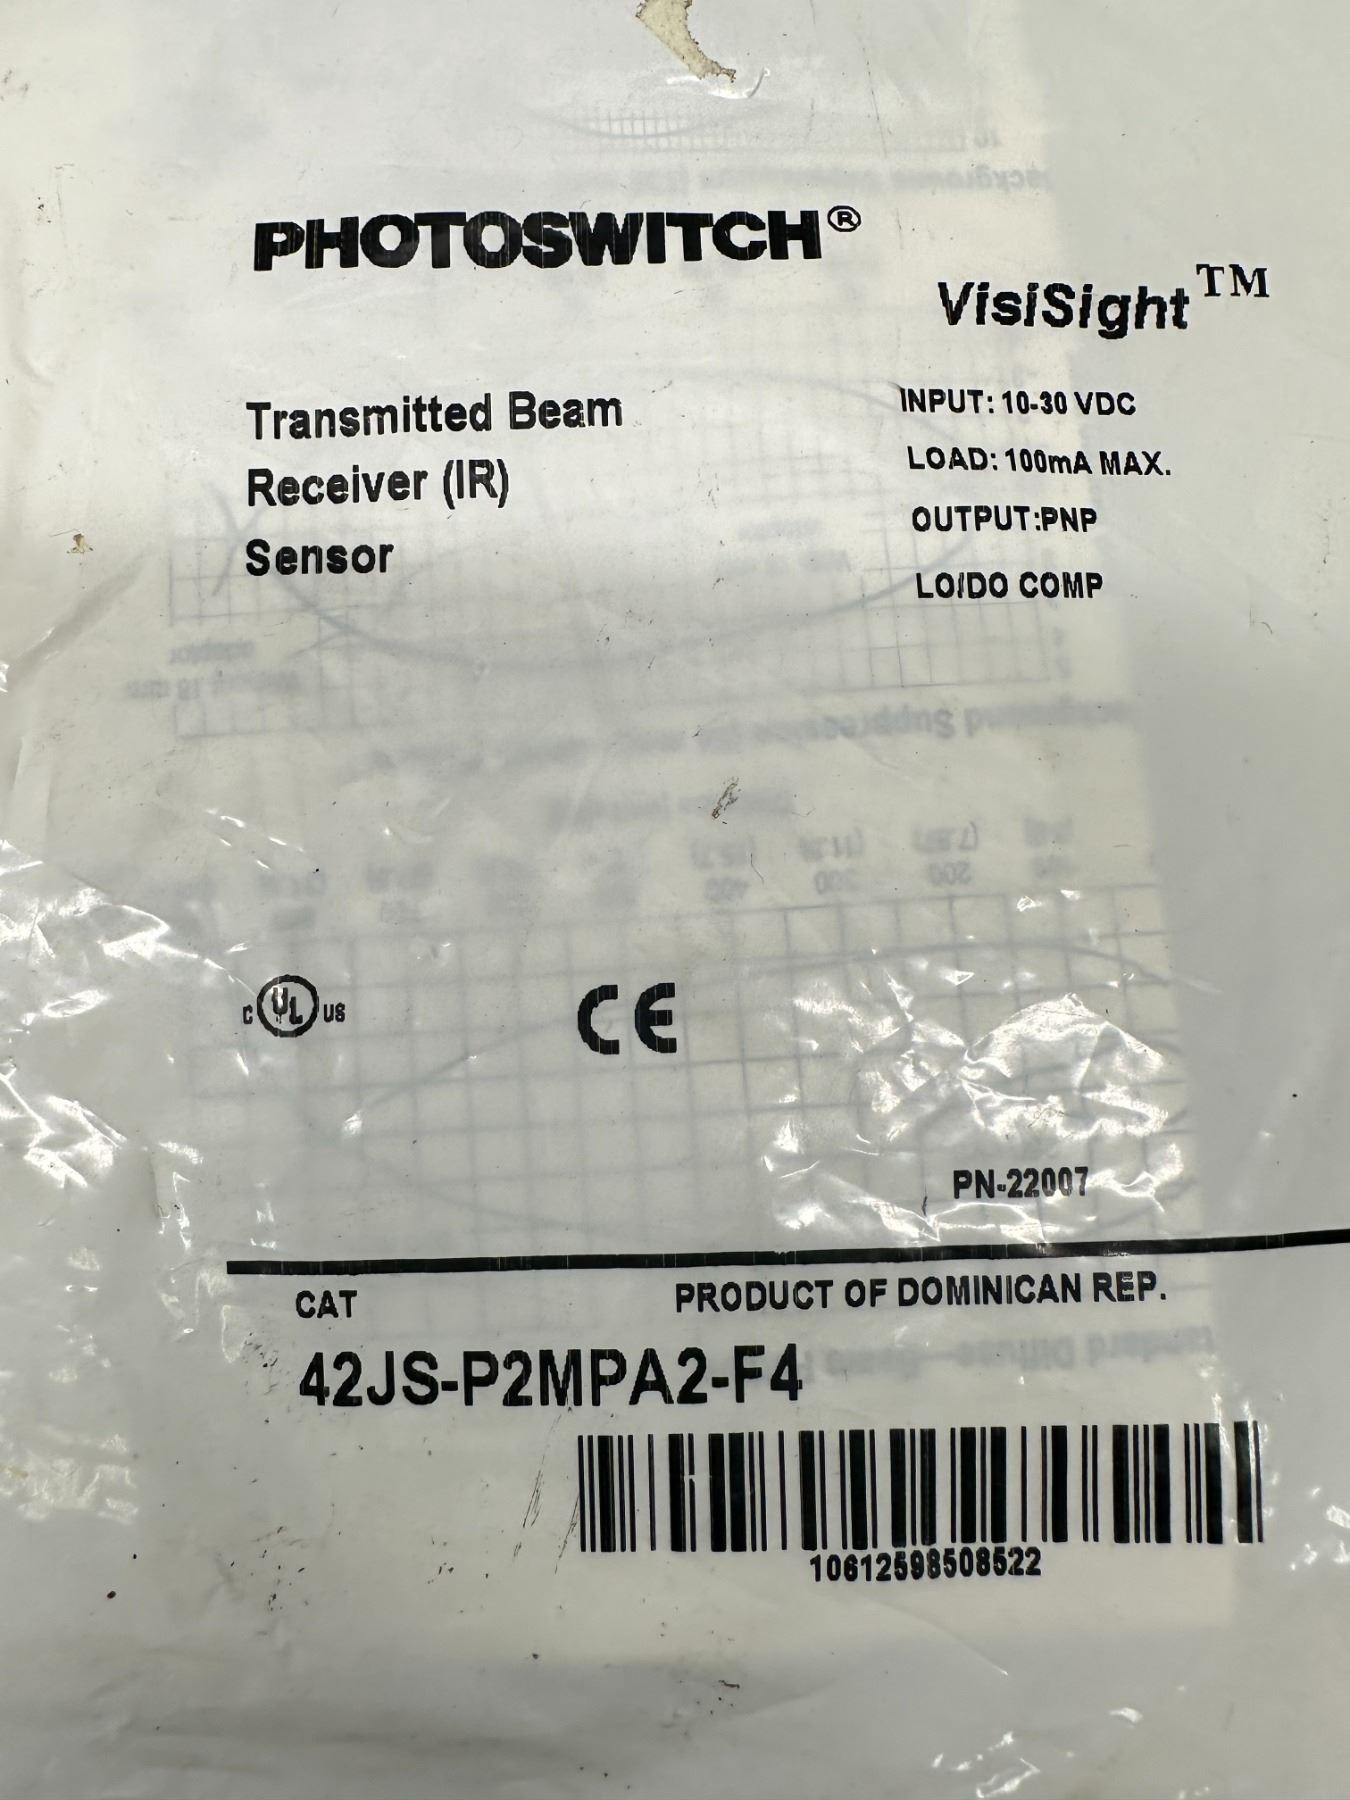 PHOTOSWITCH®
VisiSight™
Transmitted Beam
Receiver (IR)
Sensor
INPUT: 10-30 VDC
LOAD: 100mA MAX.
OUTPUT:PNP
LO/DO COMP
C UL US
CE
PN-22007
CAT
PRODUCT OF DOMINICAN REP.
42JS-P2MPA2-F4
10612598508522